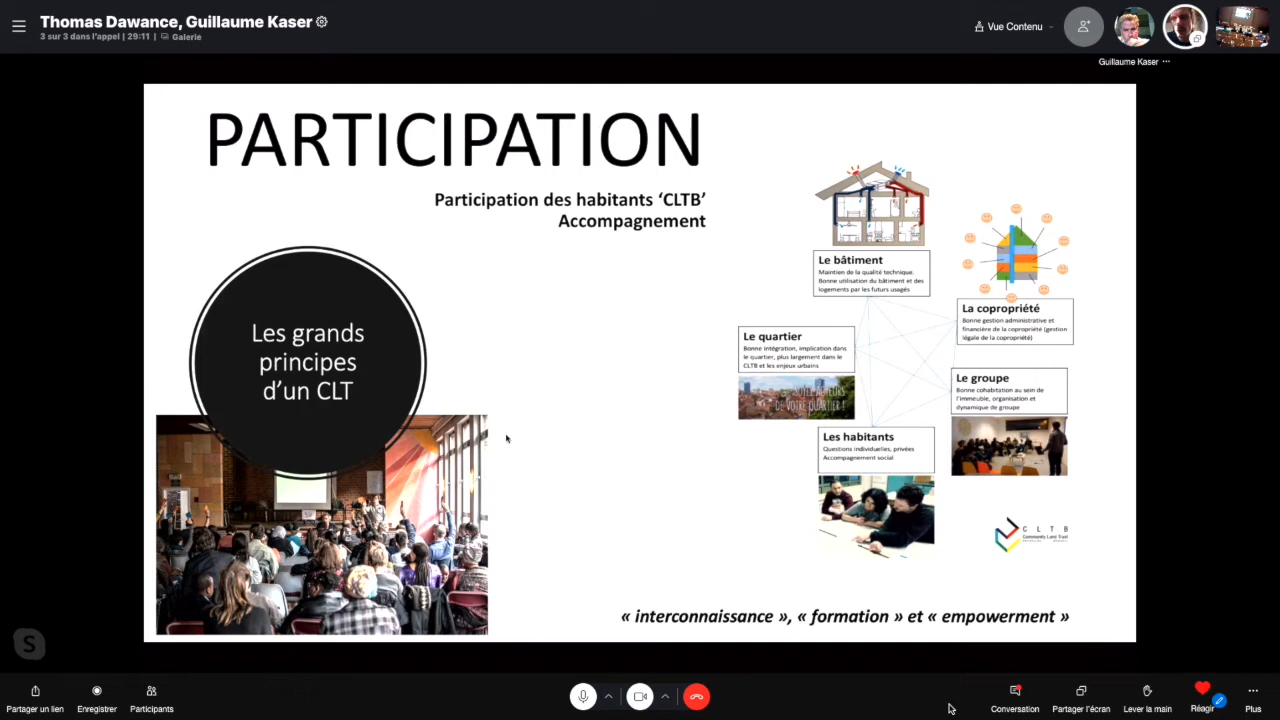 Thomas Dawance, Guillaume Kaser
3 sur 3 dans l'appel | 29:11 | Galerie
Vue Contenu
Guillaume Kaser ...
PARTICIPATION
Participation des habitants ‘CLTB’
Accompagnement
Les grands
principes
d’un CLT
Le bâtiment
Maintien de la qualité technique.
Bonne utilisation du bâtiment et des
logements par les futurs usagés
La copropriété
Bonne gestion administrative et
financière de la copropriété (gestion
légale de la copropriété)
Le quartier
Bonne intégration, implication dans
le quartier, plus largement dans le
CLTB et les enjeux urbains
SOYEZ ACTEURS
DE VOTRE QUARTIER !
Le groupe
Bonne cohabitation au sein de
l’immeuble, organisation et
dynamique de groupe
Les habitants
Questions individuelles, privées
Accompagnement social
C L T B
Community Land Trust
« interconnaissance », « formation » et « empowerment »
S
Partager un lien
Enregistrer
Participants
Conversation
Partager l'écran
Lever la main
Réagir
Plus